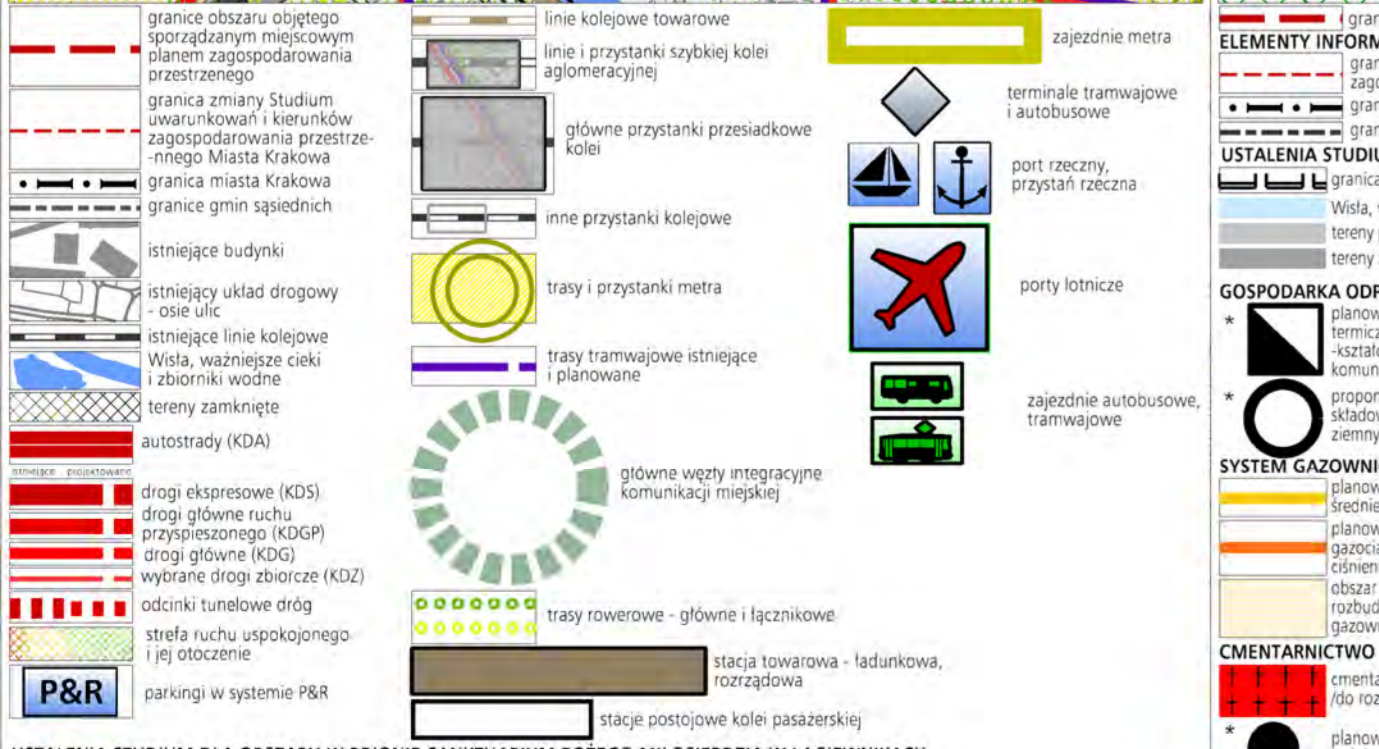 granice obszaru objętego
sporządzanym miejscowym
planem zagospodarowania
przestrzenego
granica zmiany Studium
uwarunkowań i kierunków
zagospodarowania przestrze-
-nnego Miasta Krakowa
granica miasta Krakowa
granice gmin sąsiednich
istniejące budynki
istniejący układ drogowy
- osie ulic
istniejące linie kolejowe
Wisła, ważniejsze cieki
i zbiorniki wodne
tereny zamknięte
autostrady (KDA)
istniejące projektowane
drogi ekspresowe (KDS)
drogi główne ruchu
przyspieszonego (KDGP)
drogi główne (KDG)
wybrane drogi zbiorcze (KDZ)
odcinki tunelowe dróg
strefa ruchu uspokojonego
i jej otoczenie
P&R
parkingi w systemie P&R
linie kolejowe towarowe
linie i przystanki szybkiej kolei
aglomeracyjnej
główne przystanki przesiadkowe
kolei
inne przystanki kolejowe
trasy i przystanki metra
trasy tramwajowe istniejące
i planowane
główne węzły integracyjne
komunikacji miejskiej
trasy rowerowe - główne i łącznikowe
stacja towarowa - ładunkowa,
rozrządowa
stacje postojowe kolei pasażerskiej
zajezdnie metra
terminale tramwajowe
i autobusowe
port rzeczny,
przystań rzeczna
porty lotnicze
zajezdnie autobusowe,
tramwajowe
ELEMENTY
USTALENIA
granica
Wisła,
tereny
tereny
GOSPODARKA
*
*
SYSTEM
obszar
CMENTARNICTWO
*